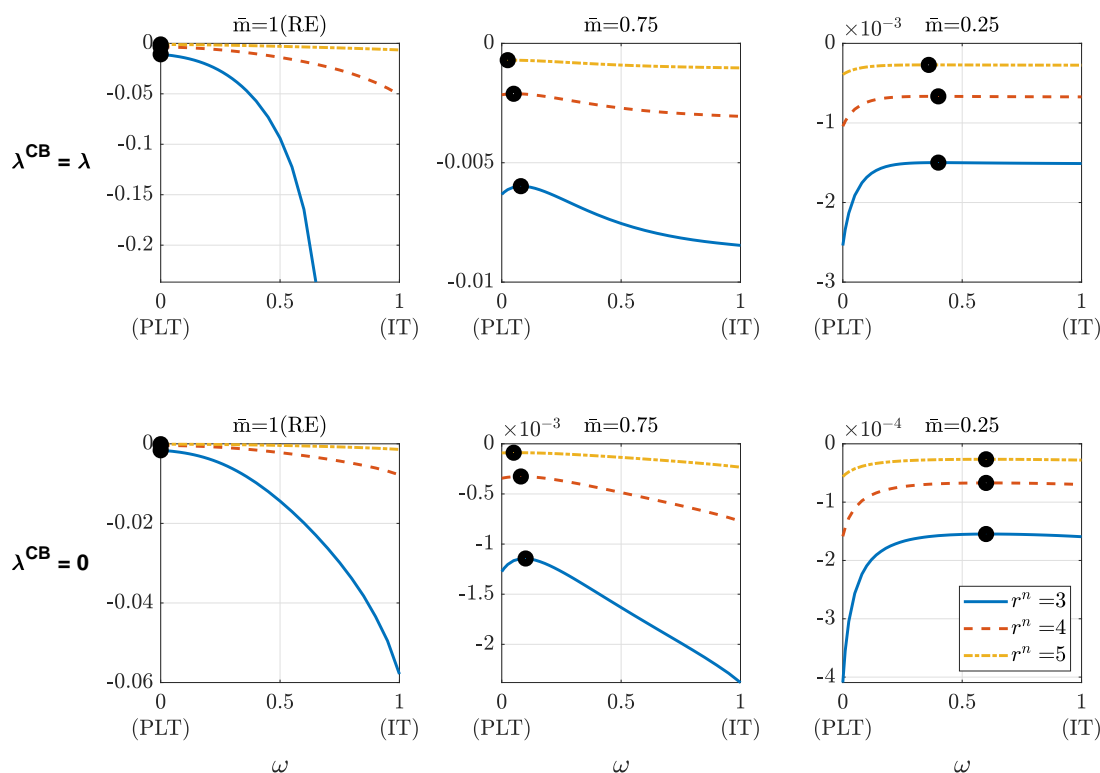 m̄=1(RE)
0
-0.05
-0.1
-0.15
-0.2
0 0.5 1
(PLT) (IT)
m̄=0.75
0
-0.005
-0.01
0 0.5 1
(PLT) (IT)
×10⁻³ m̄=0.25
0
-1
-2
-3
0 0.5 1
(PLT) (IT)
λ^CB = λ
m̄=1(RE)
0
-0.02
-0.04
-0.06
0 0.5 1
(PLT) (IT)
ω
×10⁻³ m̄=0.75
0
-0.5
-1
-1.5
-2
0 0.5 1
(PLT) (IT)
ω
×10⁻⁴ m̄=0.25
0
-1
-2
-3
-4
0 0.5 1
(PLT) (IT)
ω
rⁿ =3
rⁿ =4
rⁿ =5
λ^CB = 0